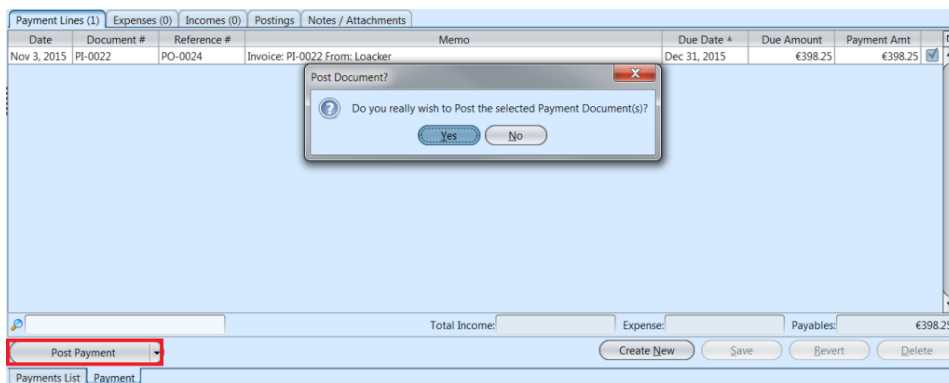 Payment Lines (1) Expenses (0) Incomes (0) Postings Notes / Attachments
Date Document # Reference # Memo Due Date Due Amount Payment Amt
Nov 3, 2015 PI-0022 PO-0024 Invoice: PI-0022 From: Loacker Dec 31, 2015 €398.25 €398.25
Post Document?
Do you really wish to Post the selected Payment Document(s)?
Yes No
Total Income: Expense: Payables: €398.25
Post Payment Create New Save Revert Delete
Payments List Payment